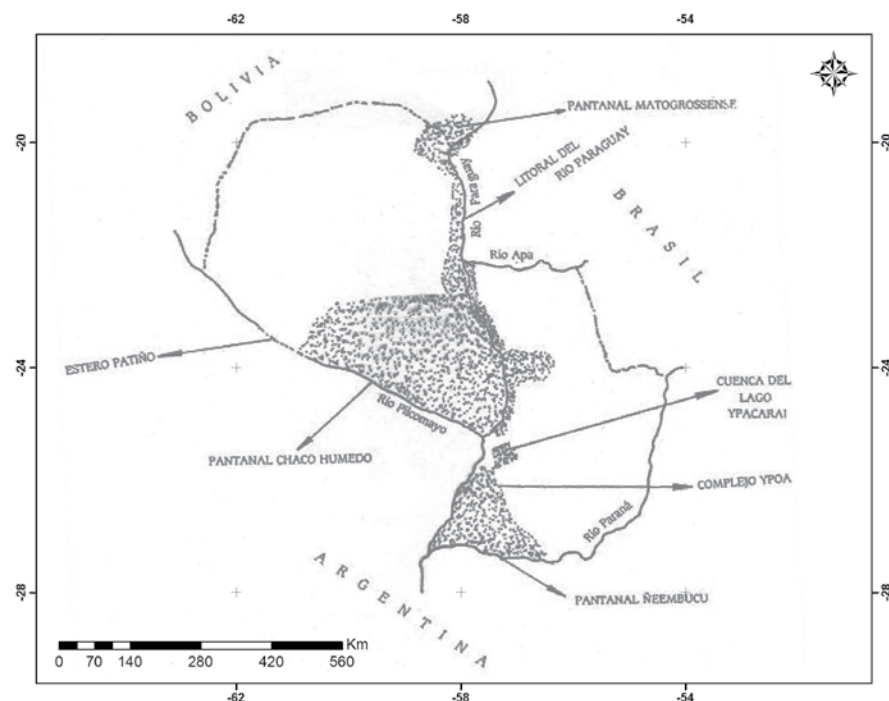 -62
-58
-54
BOLIVIA
PANTANAL MATOGROSSENSE
-20
-20
LITORAL DEL
RIO PARAGUAY
Río Paraguay
BRASIL
Río Apa
-24
-24
ESTERO PATIÑO
CUENCA DEL
LAGO
YPACARAI
Río Pilcomayo
PANTANAL CHACO HUMEDO
COMPLEJO YPOA
Río Paraná
ARGENTINA
PANTANAL ÑEEMBUCU
-28
-28
Km
0 70 140 280 420 560
-62
-58
-54